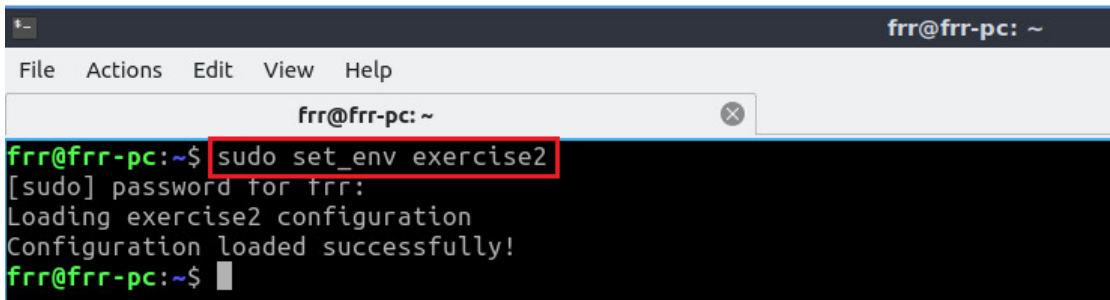 frr@frr-pc: ~
File Actions Edit View Help
frr@frr-pc: ~
frr@frr-pc:~$ sudo set_env exercise2
[sudo] password for frr:
Loading exercise2 configuration
Configuration loaded successfully!
frr@frr-pc:~$